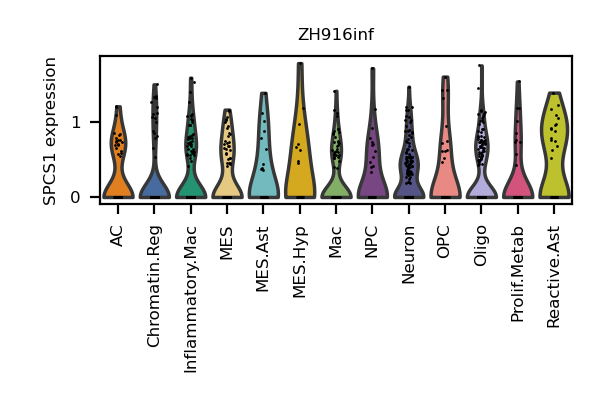 ZH916inf
SPCS1 expression
1
0
AC
Chromatin.Reg
Inflammatory.Mac
MES
MES.Ast
MES.Hyp
Mac
NPC
Neuron
OPC
Oligo
Prolif.Metab
Reactive.Ast